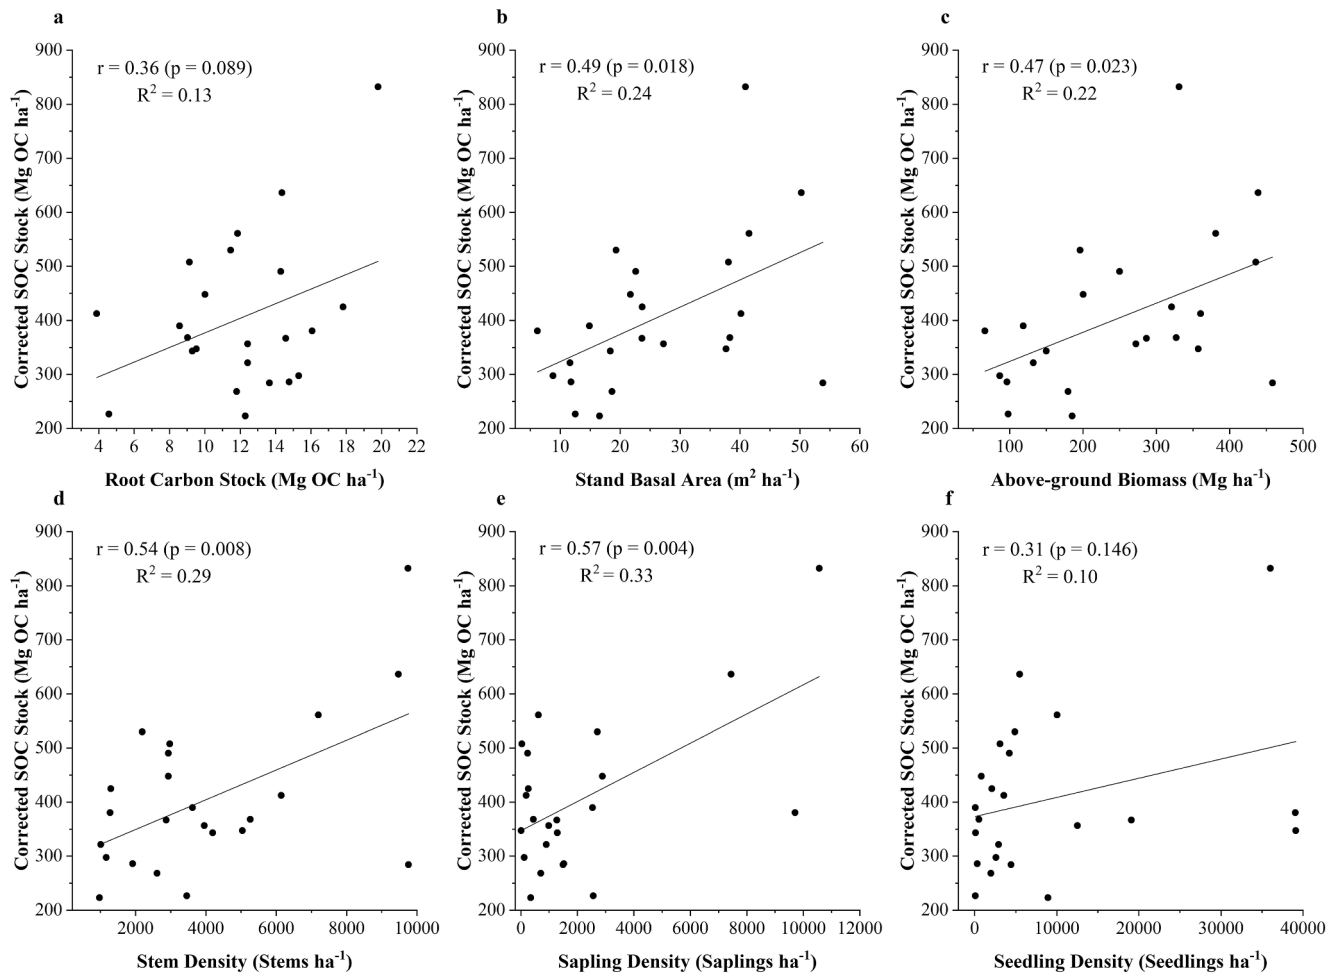 a
r = 0.36 (p = 0.089)
R² = 0.13
Corrected SOC Stock (Mg OC ha⁻¹)
900
800
700
600
500
400
300
200
4 6 8 10 12 14 16 18 20 22
Root Carbon Stock (Mg OC ha⁻¹)
b
r = 0.49 (p = 0.018)
R² = 0.24
Corrected SOC Stock (Mg OC ha⁻¹)
900
800
700
600
500
400
300
200
10 20 30 40 50 60
Stand Basal Area (m² ha⁻¹)
c
r = 0.47 (p = 0.023)
R² = 0.22
Corrected SOC Stock (Mg OC ha⁻¹)
900
800
700
600
500
400
300
200
100 200 300 400 500
Above-ground Biomass (Mg ha⁻¹)
d
r = 0.54 (p = 0.008)
R² = 0.29
Corrected SOC Stock (Mg OC ha⁻¹)
900
800
700
600
500
400
300
200
2000 4000 6000 8000 10000
Stem Density (Stems ha⁻¹)
e
r = 0.57 (p = 0.004)
R² = 0.33
Corrected SOC Stock (Mg OC ha⁻¹)
900
800
700
600
500
400
300
200
0 2000 4000 6000 8000 10000 12000
Sapling Density (Saplings ha⁻¹)
f
r = 0.31 (p = 0.146)
R² = 0.10
Corrected SOC Stock (Mg OC ha⁻¹)
900
800
700
600
500
400
300
200
0 10000 20000 30000 40000
Seedling Density (Seedlings ha⁻¹)